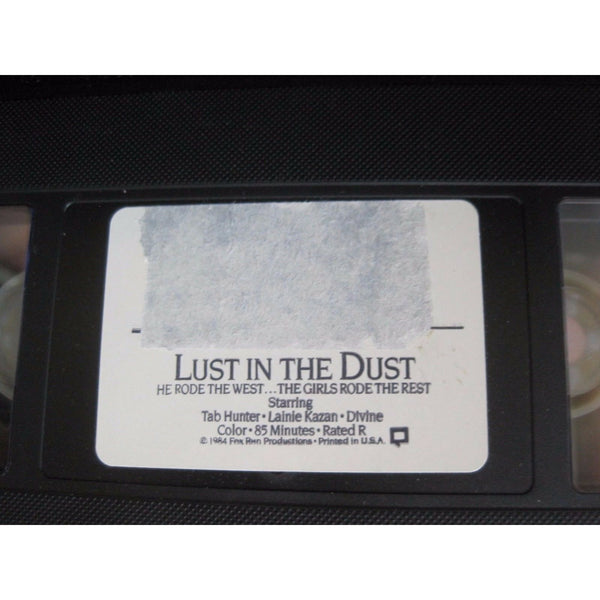 LUST IN THE DUST
HE RODE THE WEST...THE GIRLS RODE THE REST
Starring
Tab Hunter • Lainie Kazan • Divine
Color • 85 Minutes • Rated R
© 1984 Fox Run Productions • Printed in U.S.A.